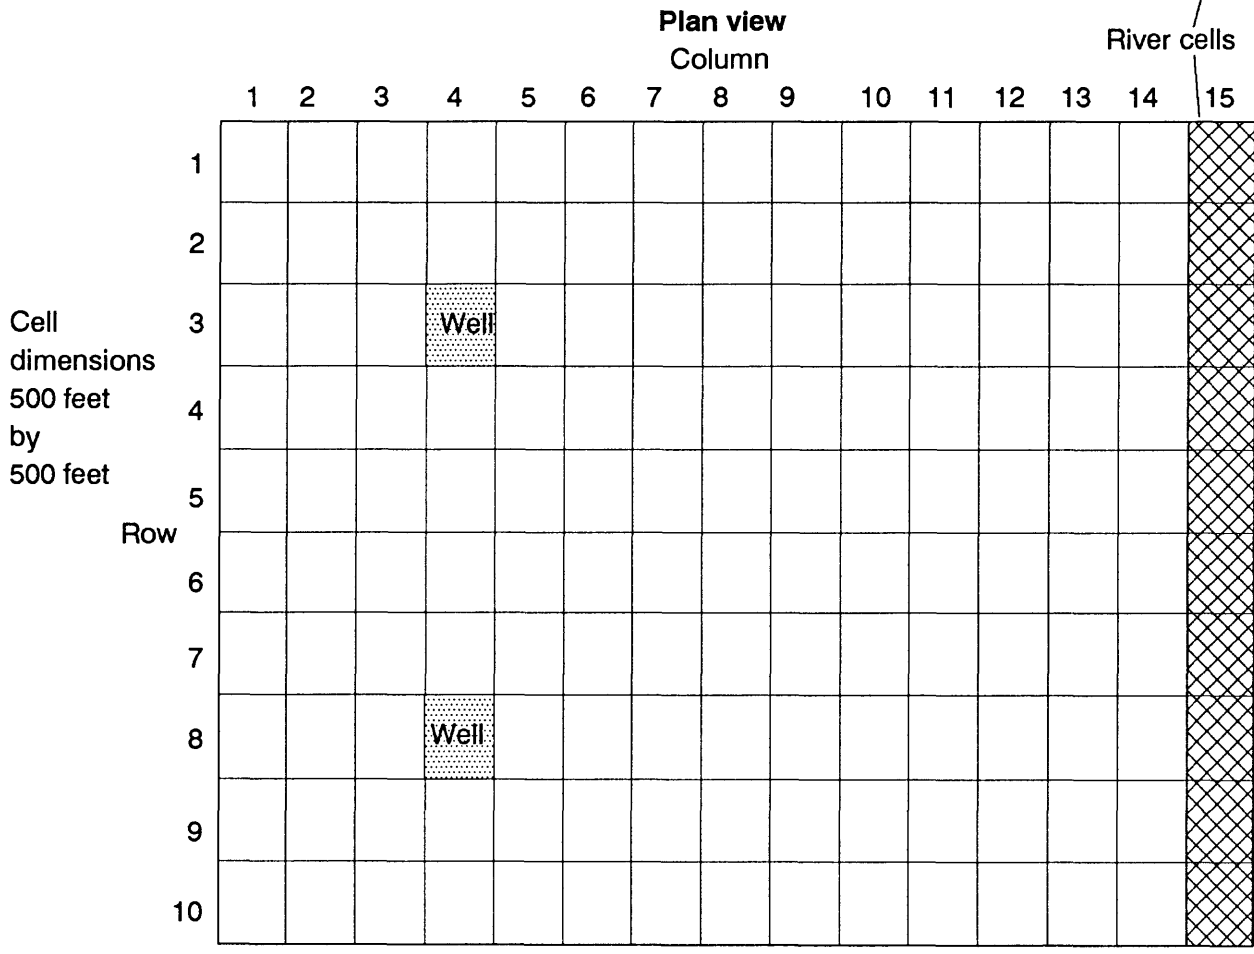 Plan view
River cells
Column
1 2 3 4 5 6 7 8 9 10 11 12 13 14 15
1
2
Cell
dimensions
500 feet
by
500 feet
3
Well
4
5
Row
6
7
8
Well
9
10